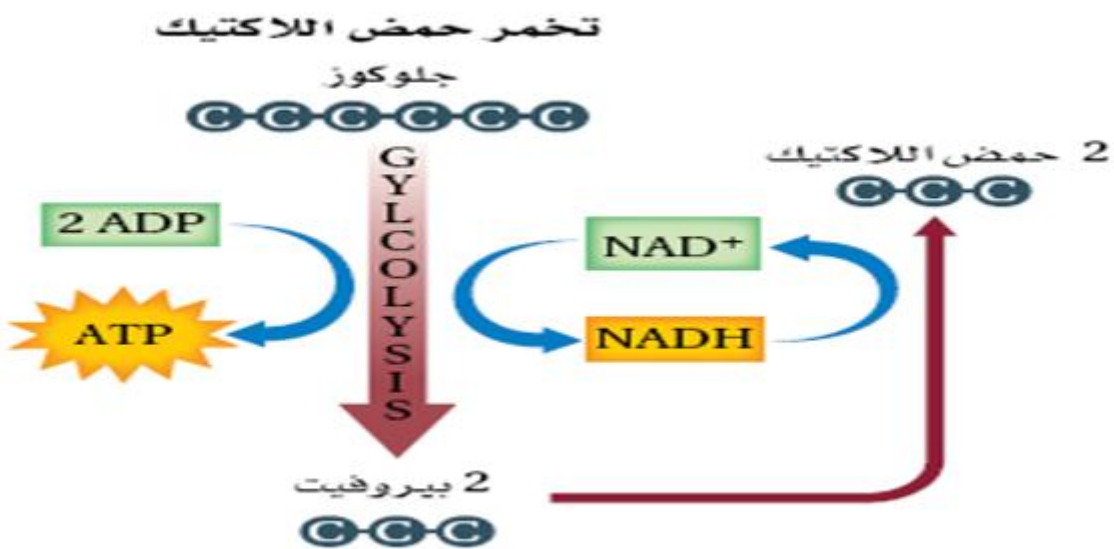 تخمر حمض اللاكتيك
جلوكوز
C-C-C-C-C-C
2 حمض اللاكتيك
C-C-C
2 ADP
ATP
GYLCOLYSIS
NAD+
NADH
2 بيروفيت
C-C-C